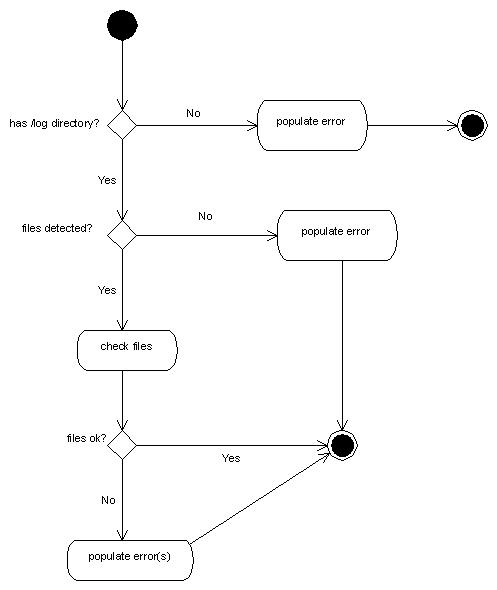 No
has /log directory?
populate error
Yes
No
files detected?
populate error
Yes
check files
files ok?
Yes
No
populate error(s)